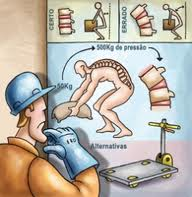 CERTO
ERRADO
500Kg de pressão
50Kg
Alternativas